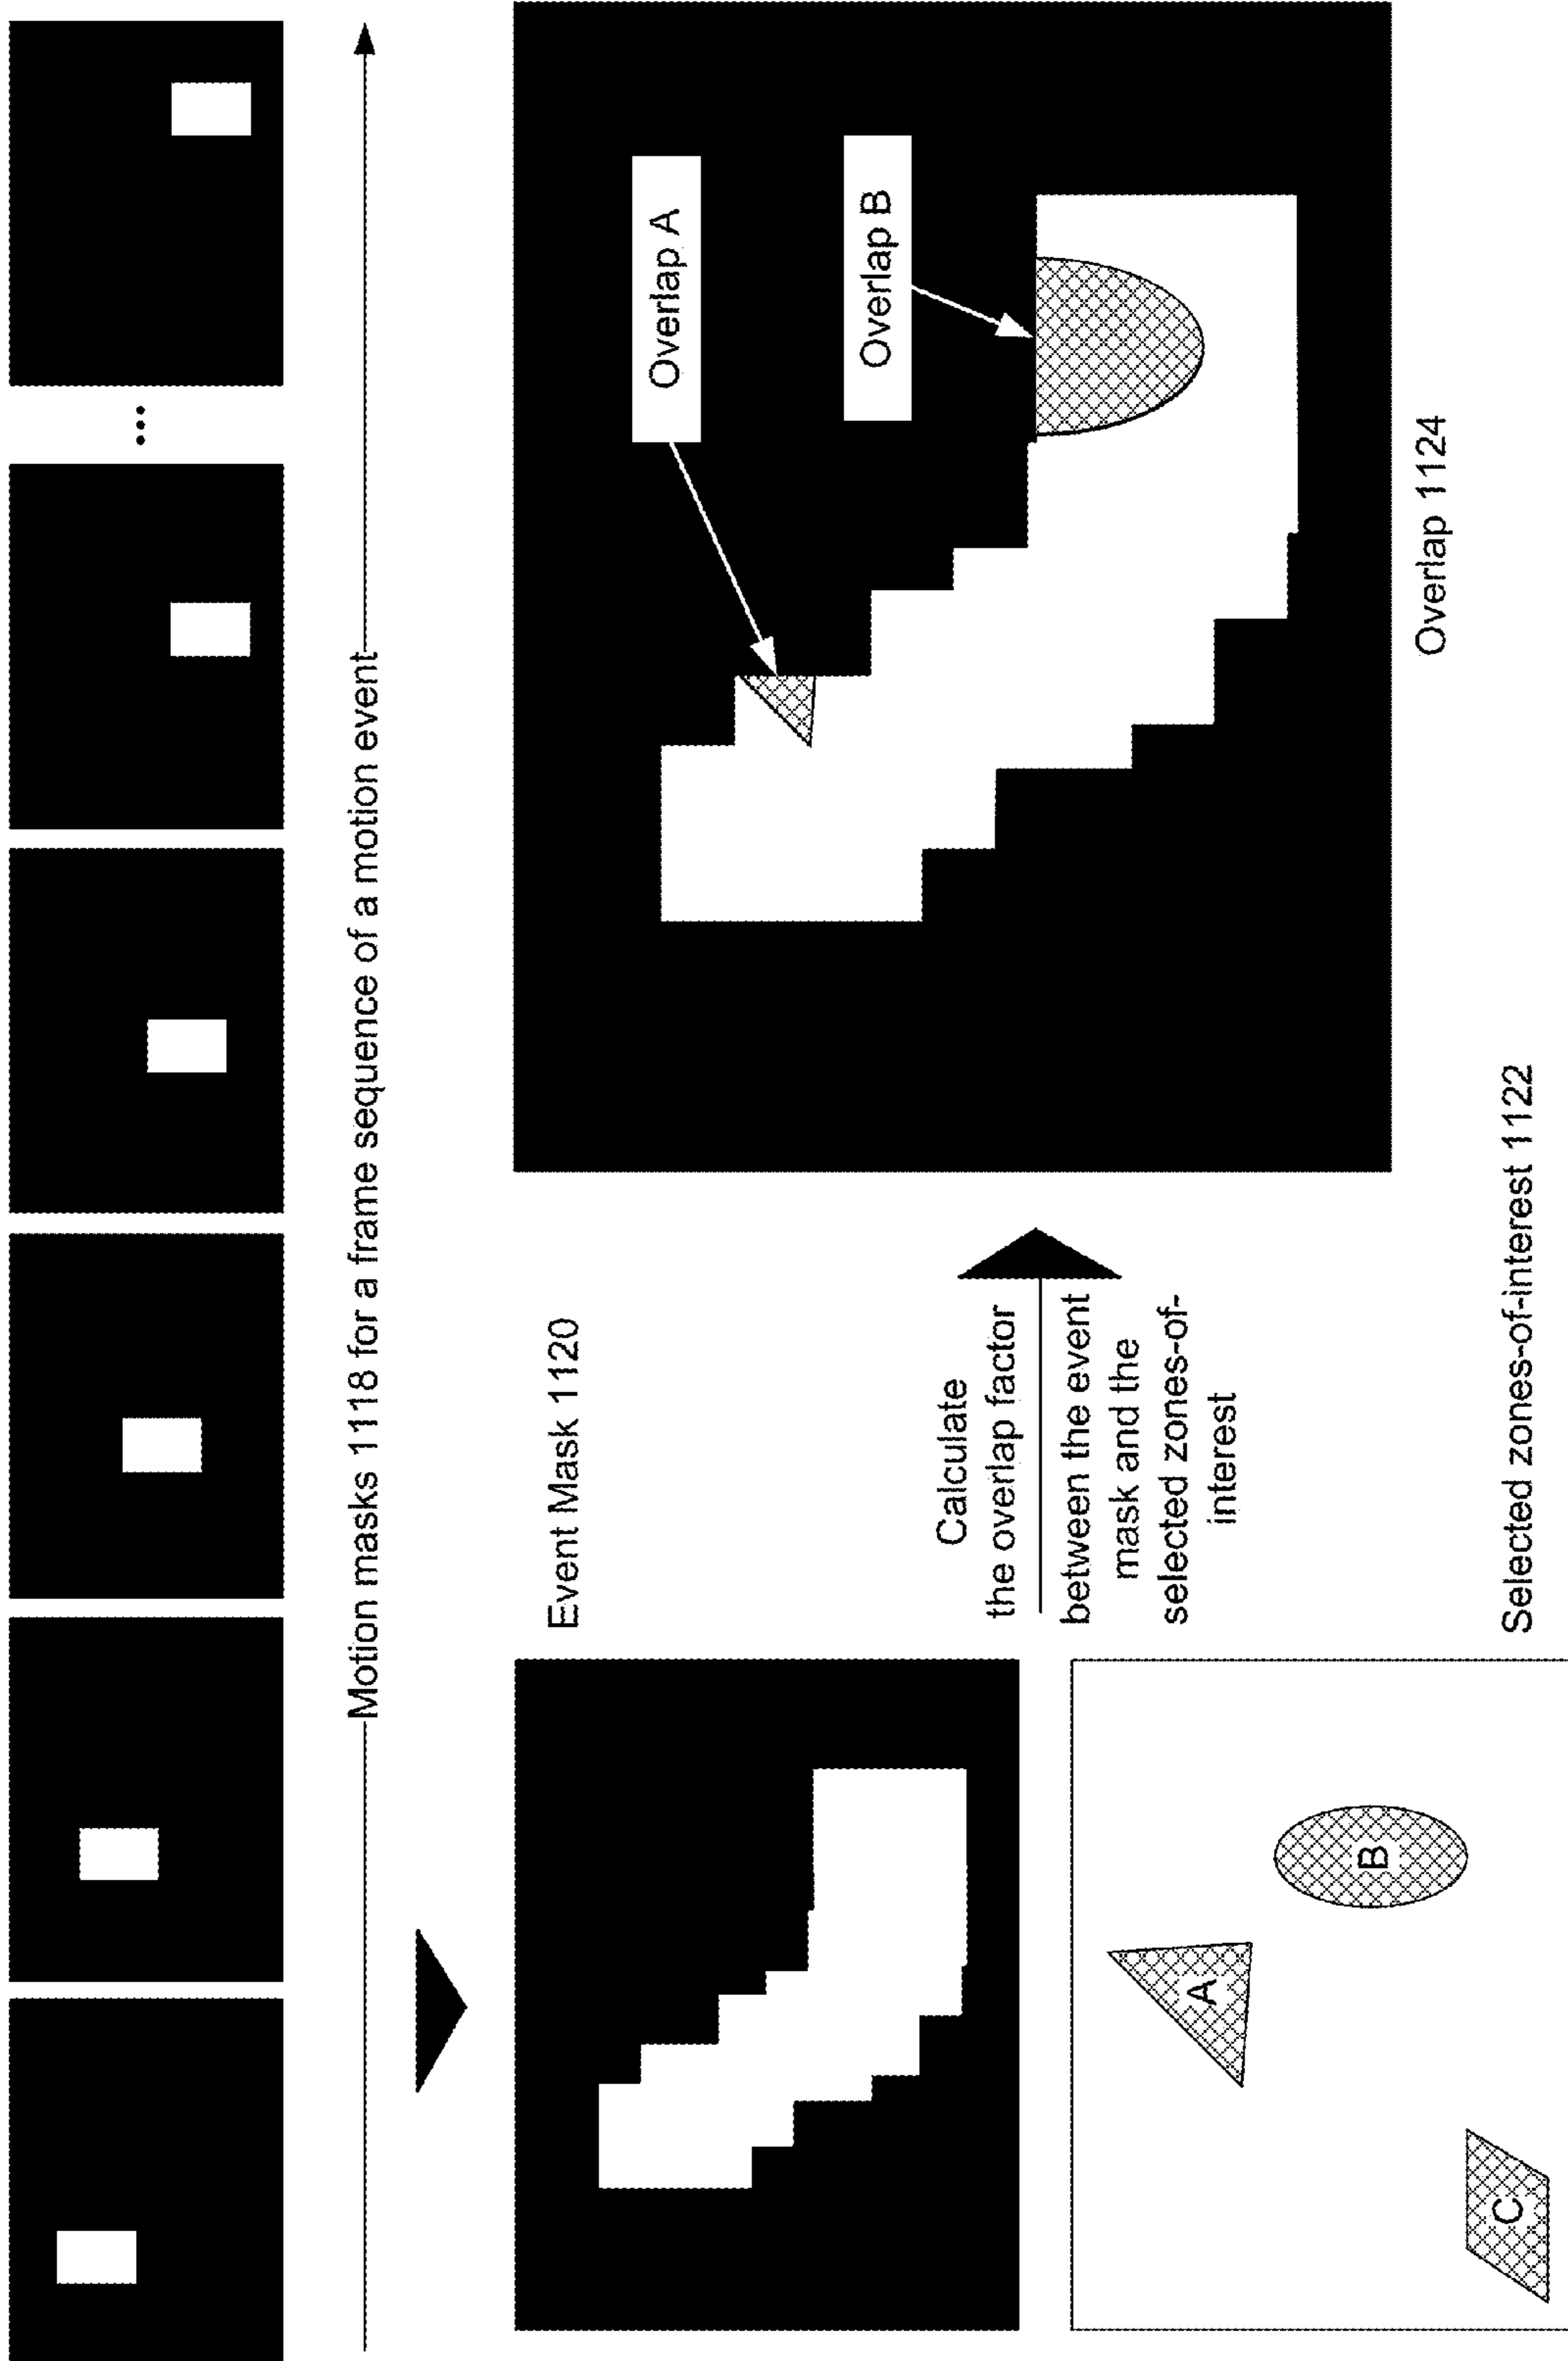 Motion masks 1118 for a frame sequence of a motion event
Event Mask 1120
Calculate
the overlap factor
between the event
mask and the
selected zones-of-
interest
Overlap A
Overlap B
Overlap 1124
A
B
C
Selected zones-of-interest 1122